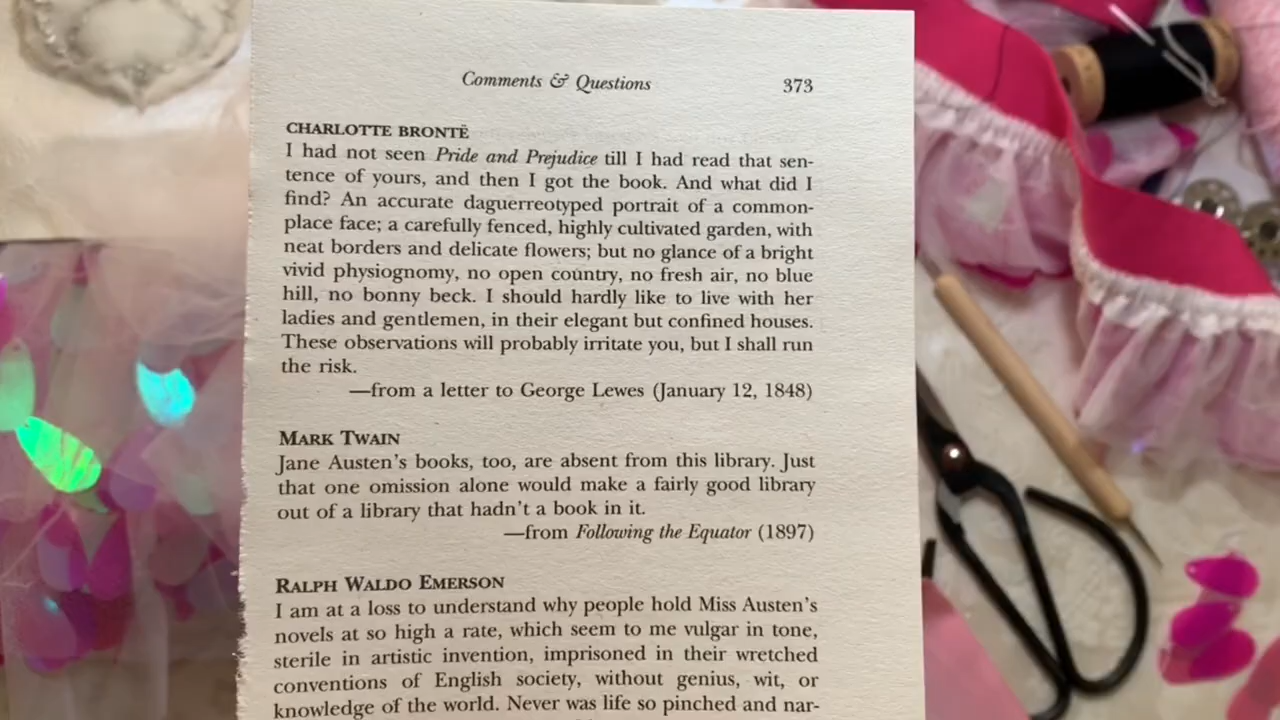 Comments & Questions 373
CHARLOTTE BRONTË
I had not seen Pride and Prejudice till I had read that sen-
tence of yours, and then I got the book. And what did I
find? An accurate daguerreotyped portrait of a common-
place face; a carefully fenced, highly cultivated garden, with
neat borders and delicate flowers; but no glance of a bright
vivid physiognomy, no open country, no fresh air, no blue
hill, no bonny beck. I should hardly like to live with her
ladies and gentlemen, in their elegant but confined houses.
These observations will probably irritate you, but I shall run
the risk.
—from a letter to George Lewes (January 12, 1848)
MARK TWAIN
Jane Austen's books, too, are absent from this library. Just
that one omission alone would make a fairly good library
out of a library that hadn't a book in it.
—from Following the Equator (1897)
RALPH WALDO EMERSON
I am at a loss to understand why people hold Miss Austen's
novels at so high a rate, which seem to me vulgar in tone,
sterile in artistic invention, imprisoned in their wretched
conventions of English society, without genius, wit, or
knowledge of the world. Never was life so pinched and nar-